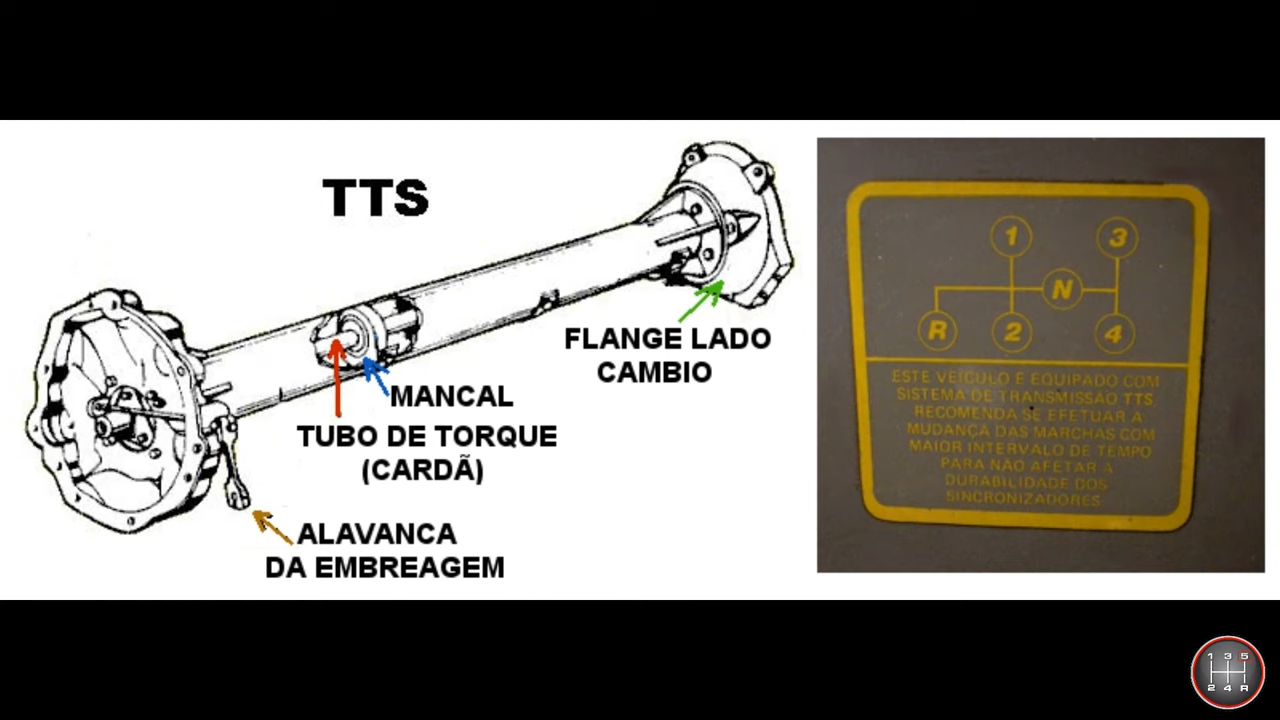 TTS
FLANGE LADO
CAMBIO
MANCAL
TUBO DE TORQUE
(CARDÃ)
ALAVANCA
DA EMBREAGEM
1 3
N
R 2 4
ESTE VEÍCULO E EQUIPADO COM
SISTEMA DE TRANSMISSÃO TTS
RECOMENDA SE EFETUAR A
MUDANÇA DAS MARCHAS COM
MAIOR INTERVALO DE TEMPO
PARA NÃO AFETAR A
DURABILIDADE DOS
SINCRONIZADORES
1 3 5
2 4 R